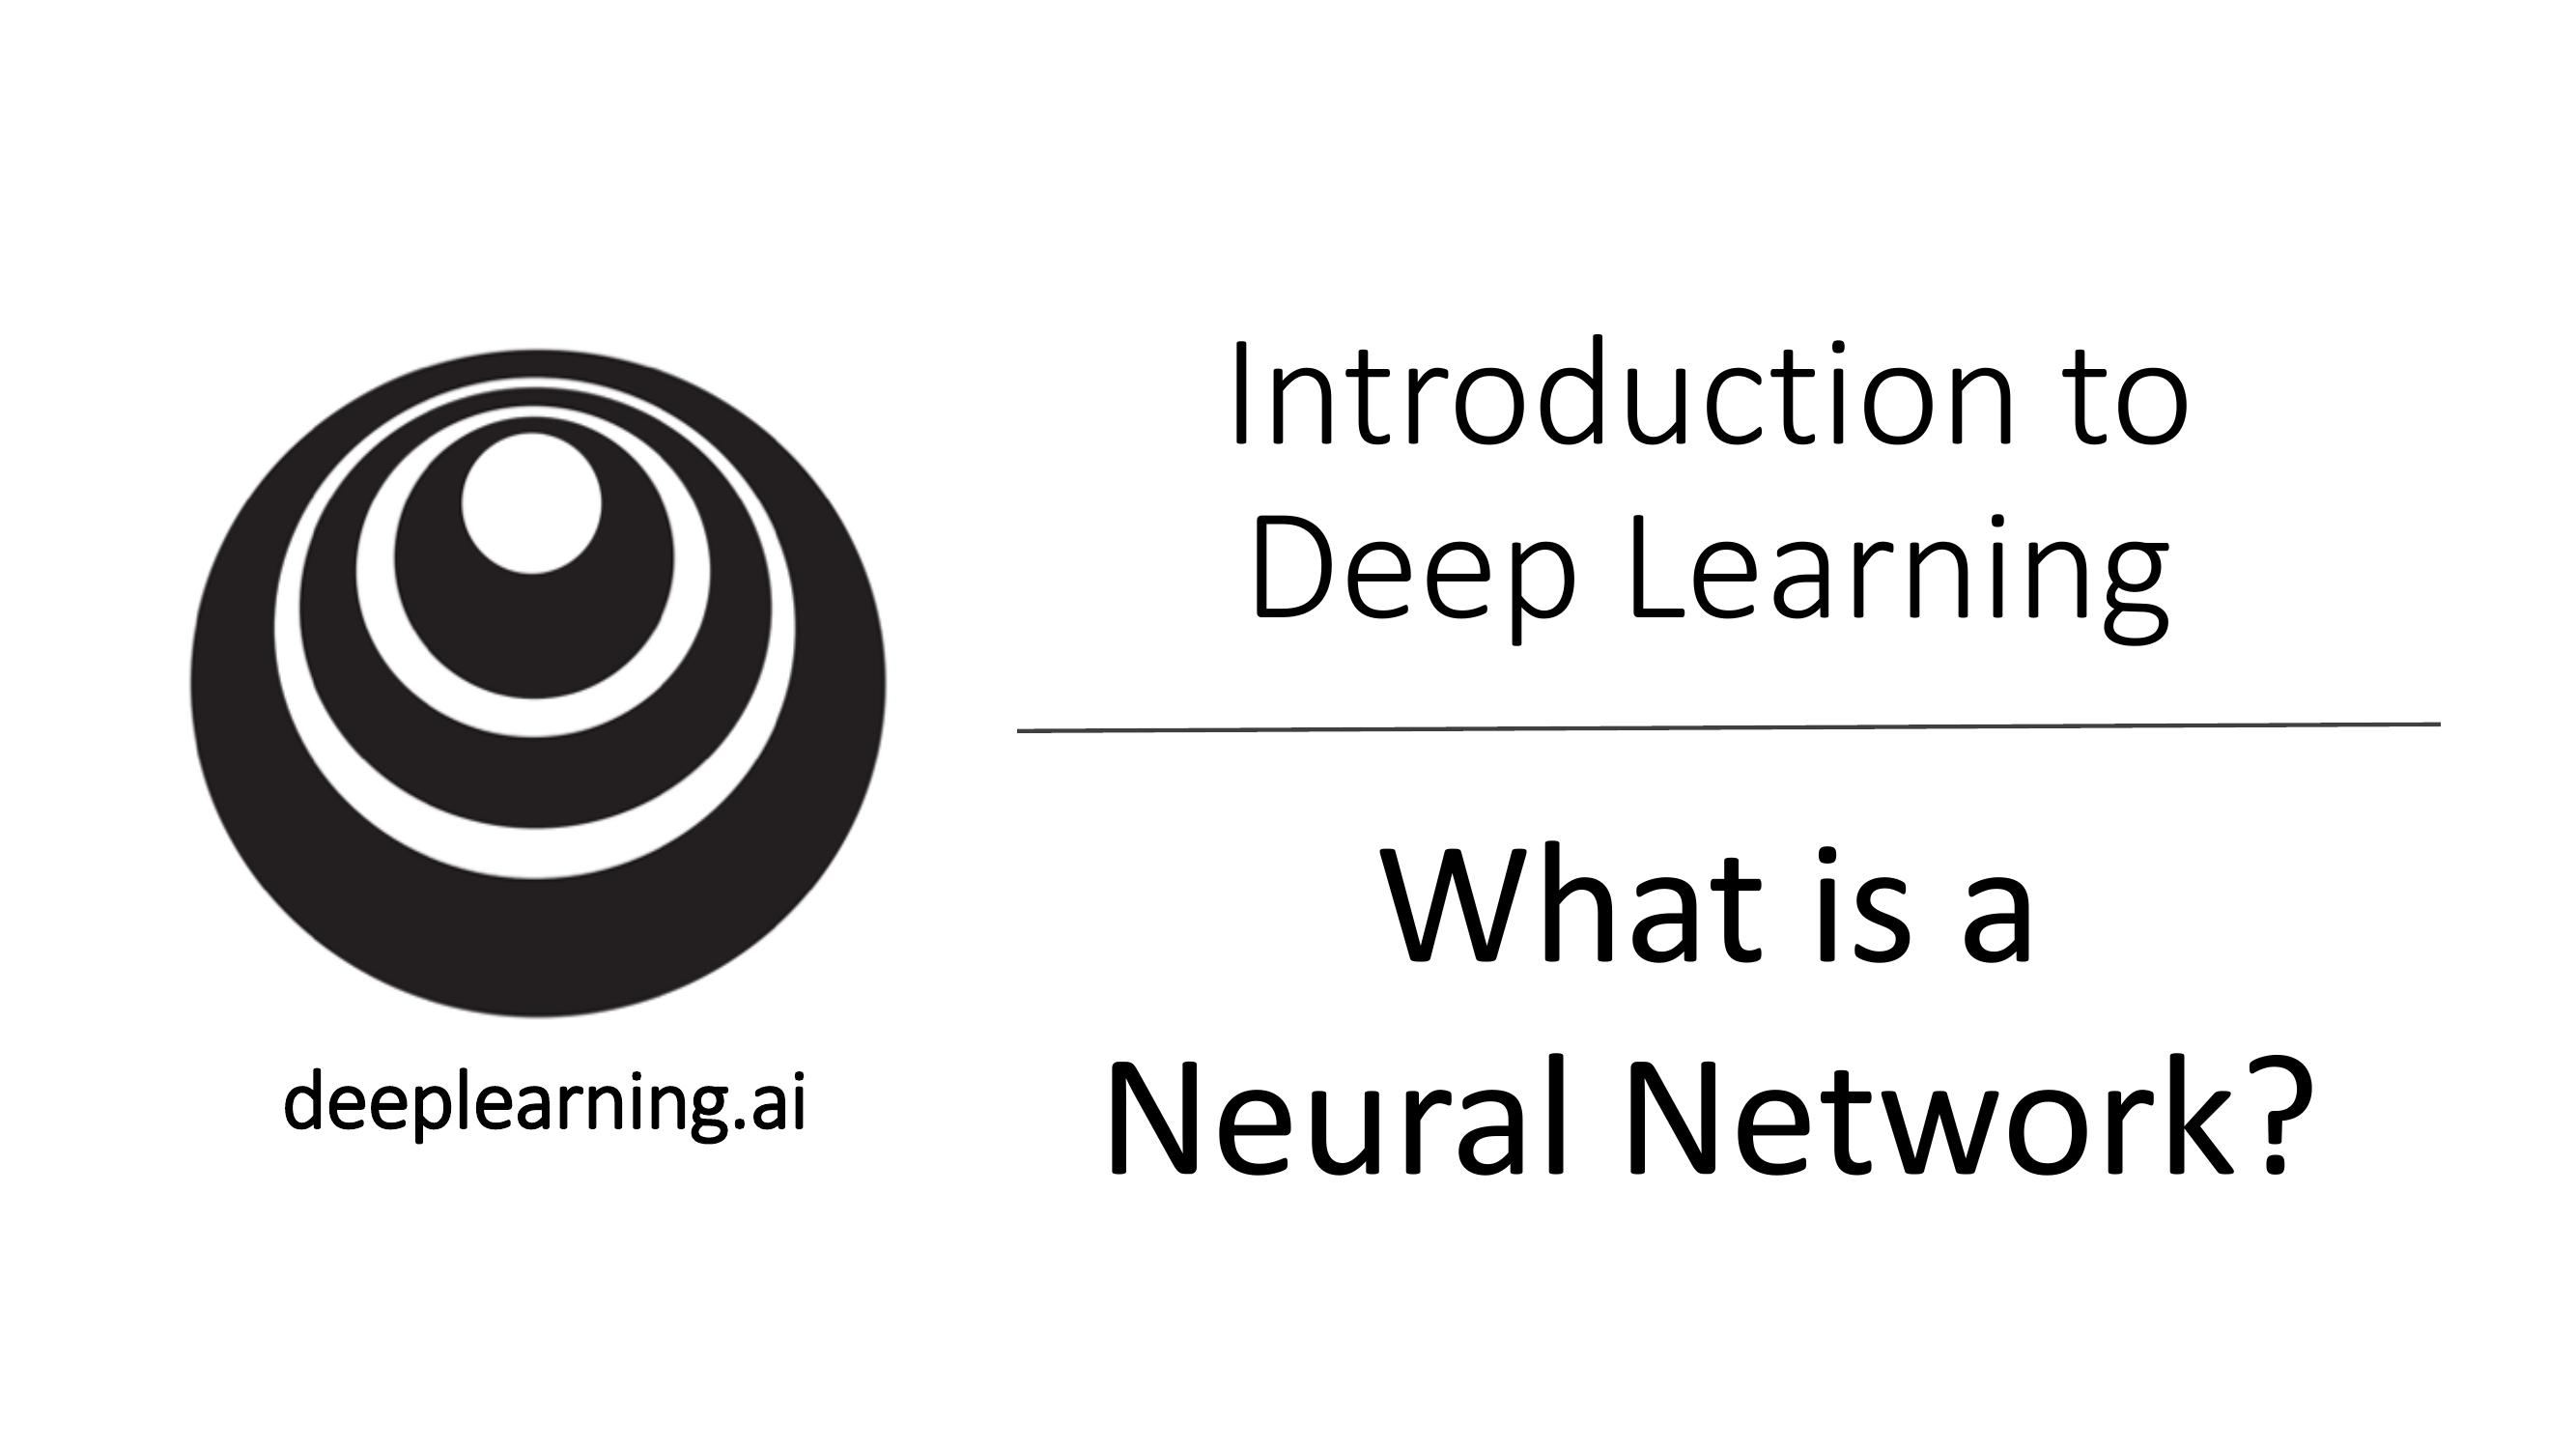 Introduction to
Deep Learning
What is a
Neural Network?
deeplearning.ai